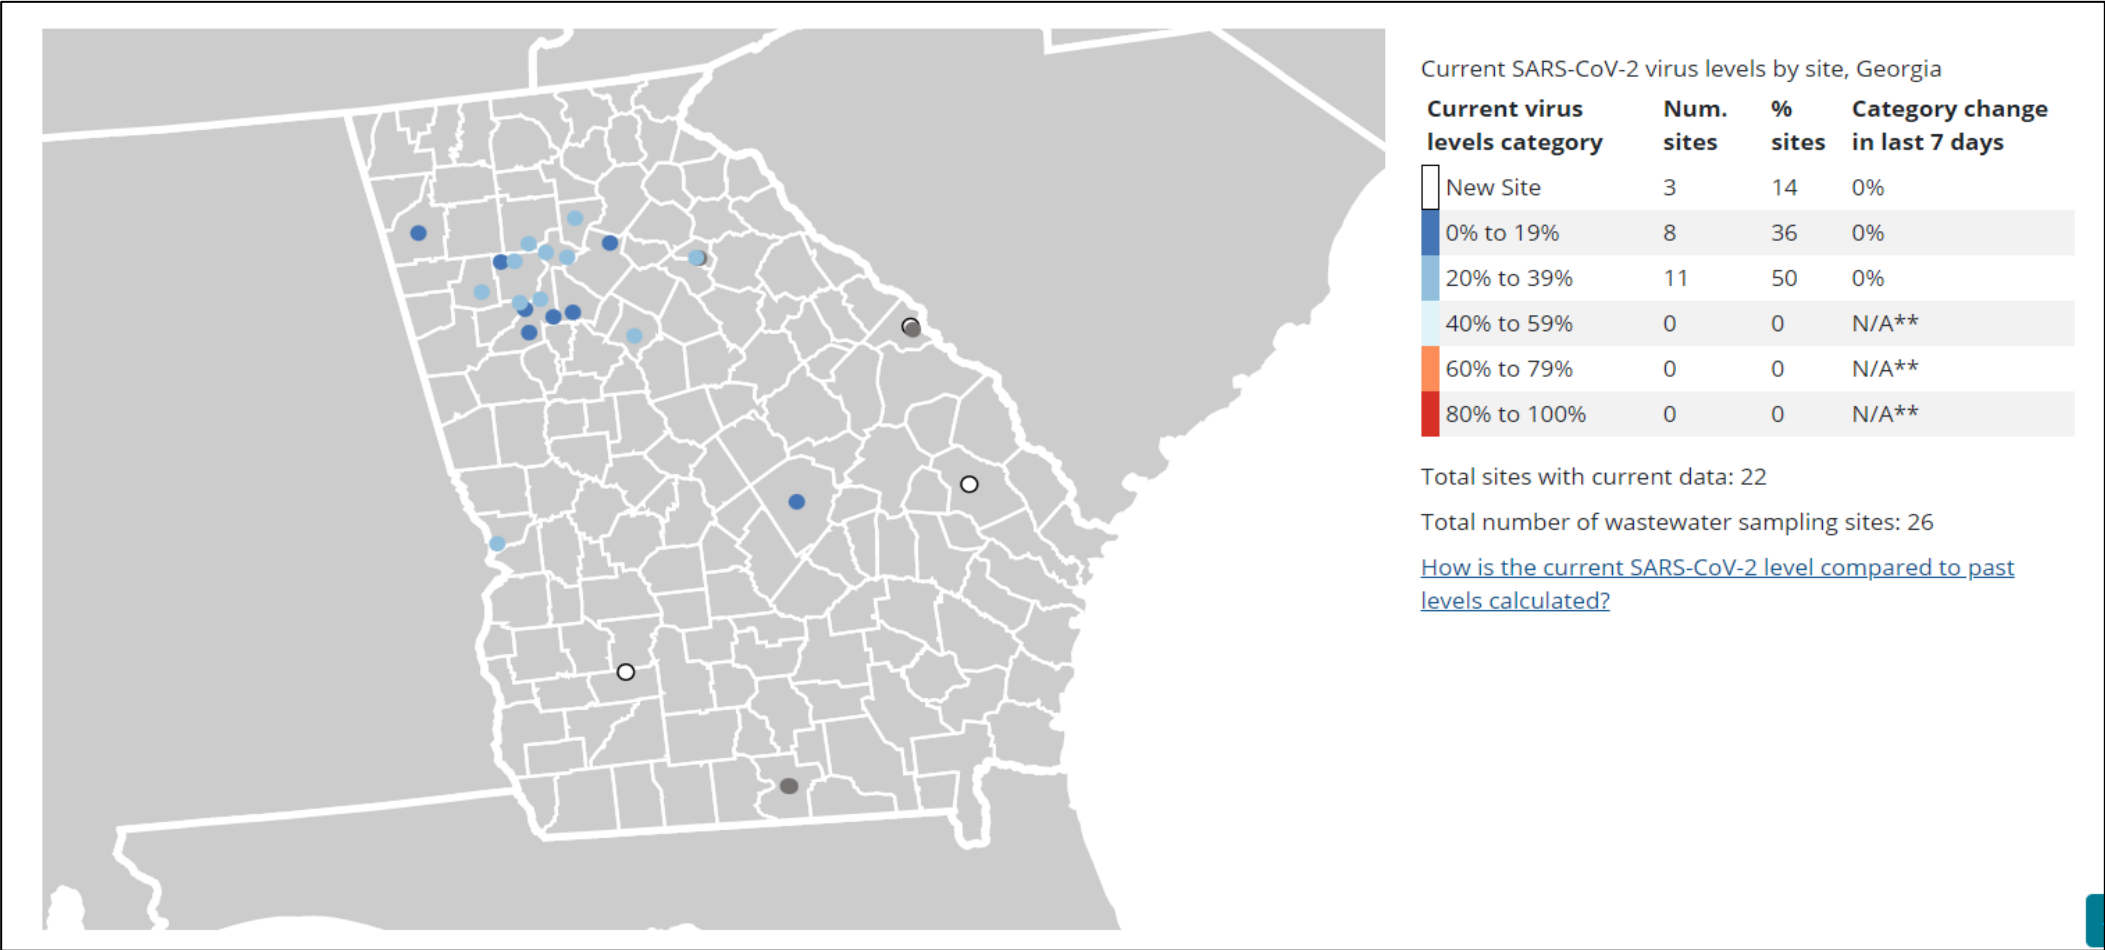 Current SARS-CoV-2 virus levels by site, Georgia
Current virus levels category Num. sites % sites Category change in last 7 days
New Site 3 14 0%
0% to 19% 8 36 0%
20% to 39% 11 50 0%
40% to 59% 0 0 N/A**
60% to 79% 0 0 N/A**
80% to 100% 0 0 N/A**
Total sites with current data: 22
Total number of wastewater sampling sites: 26
How is the current SARS-CoV-2 level compared to past
levels calculated?